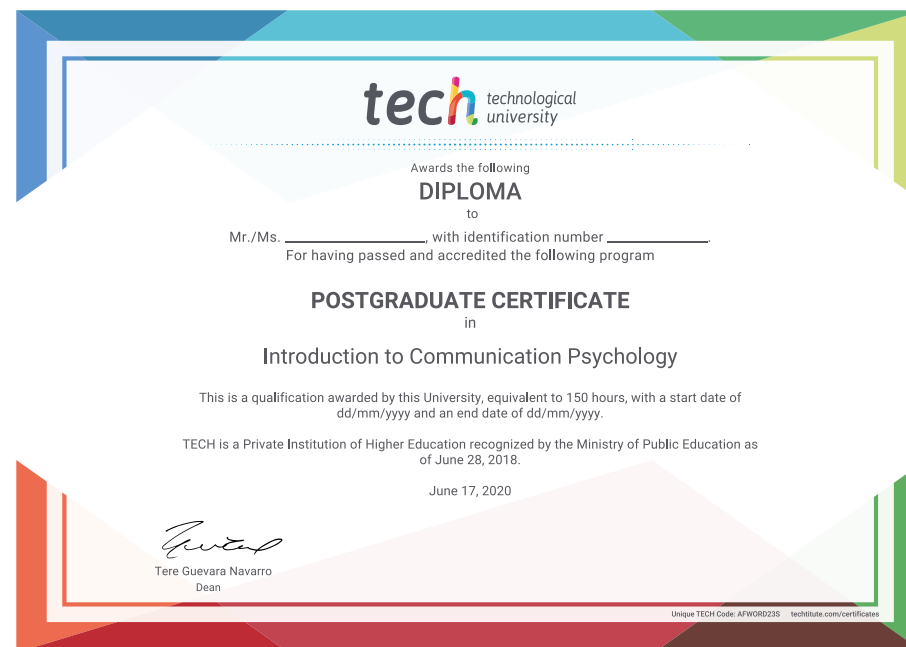 tech technological
university
Awards the following
DIPLOMA
to
Mr./Ms. ____________________, with identification number ______________.
For having passed and accredited the following program
POSTGRADUATE CERTIFICATE
in
Introduction to Communication Psychology
This is a qualification awarded by this University, equivalent to 150 hours, with a start date of
dd/mm/yyyy and an end date of dd/mm/yyyy.
TECH is a Private Institution of Higher Education recognized by the Ministry of Public Education as
of June 28, 2018.
June 17, 2020
Tere Guevara Navarro
Dean
Unique TECH Code: AFWORD23S techtitute.com/certificates